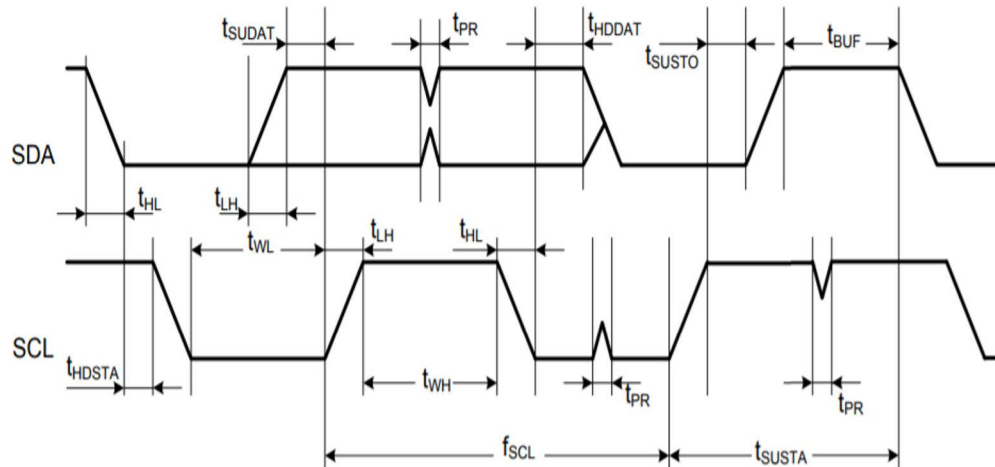 tSUDAT tPR tHDDAT tSUSTO tBUF
SDA
tHL tLH
tWL tLH tHL
SCL
tHDSTA tWH tPR tPR
fSCL tSUSTA